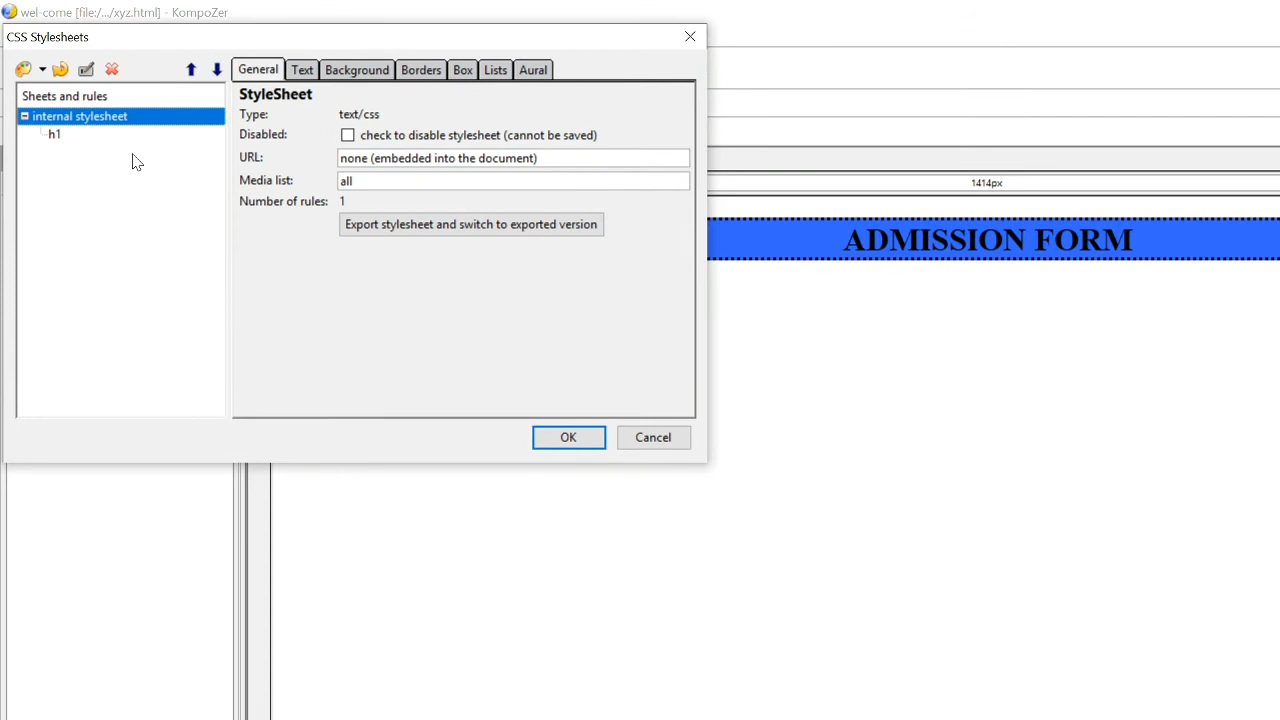 wel-come [file:/.../xyz.html] - KompoZer
CSS Stylesheets
General Text Background Borders Box Lists Aural
Sheets and rules
internal stylesheet
h1
StyleSheet
Type: text/css
Disabled: check to disable stylesheet (cannot be saved)
URL: none (embedded into the document)
Media list: all
Number of rules: 1
Export stylesheet and switch to exported version
OK Cancel
1414px
ADMISSION FORM